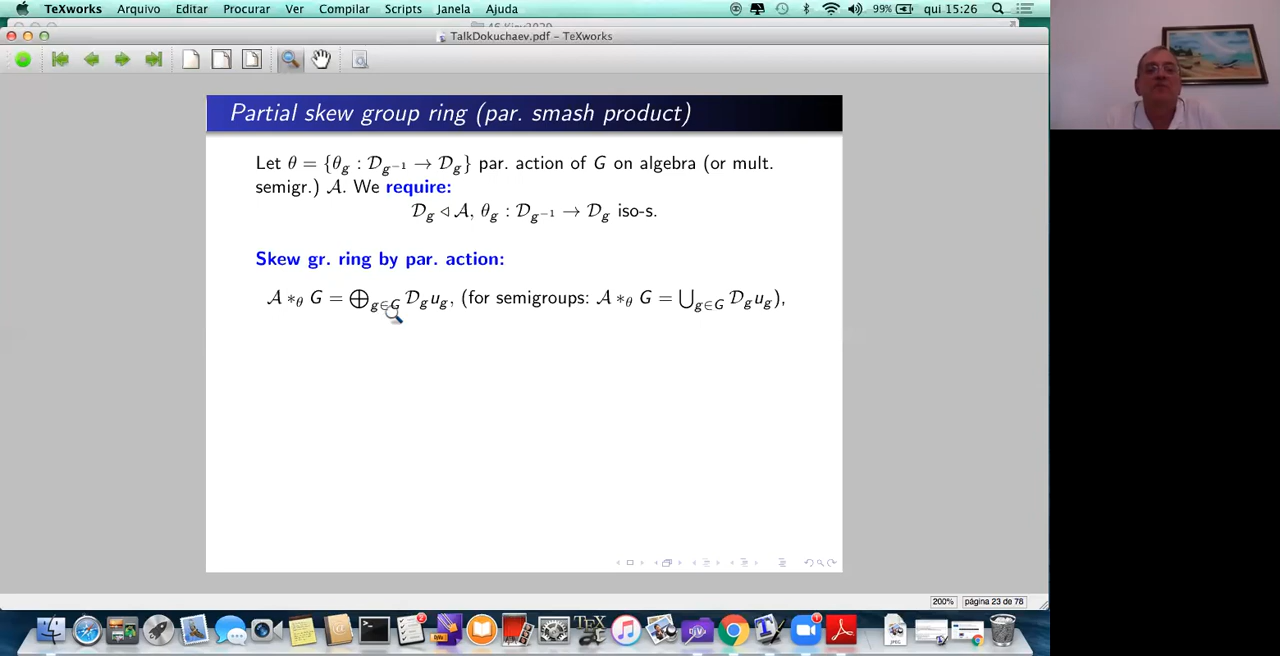 TeXworks Arquivo Editar Procurar Ver Compilar Scripts Janela Ajuda 99% qui 15:26
TalkDokuchaev.pdf – TeXworks
Partial skew group ring (par. smash product)
Let θ = {θ_g : 𝒟_{g⁻¹} → 𝒟_g} par. action of G on algebra (or mult.
semigr.) 𝒜. We require:
𝒟_g ◁ 𝒜, θ_g : 𝒟_{g⁻¹} → 𝒟_g iso-s.
Skew gr. ring by par. action:
𝒜 *_θ G = ⨁_{g∈G} 𝒟_g u_g, (for semigroups: 𝒜 *_θ G = ⋃_{g∈G} 𝒟_g u_g),
200% página 23 de 78